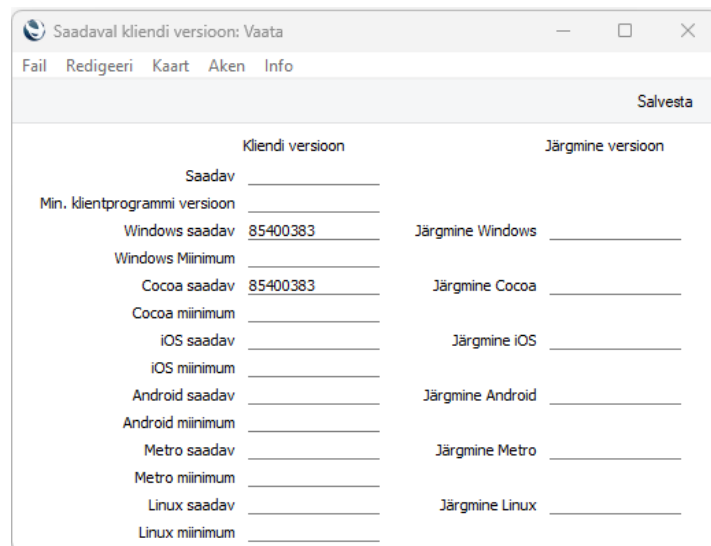 Saadaval kliendi versioon: Vaata
Fail Redigeeri Kaart Aken Info
Salvesta
Kliendi versioon Järgmine versioon
Saadav
Min. klientprogrammi versioon
Windows saadav 85400383 Järgmine Windows
Windows Miinimum
Cocoa saadav 85400383 Järgmine Cocoa
Cocoa miinimum
iOS saadav Järgmine iOS
iOS miinimum
Android saadav Järgmine Android
Android miinimum
Metro saadav Järgmine Metro
Metro miinimum
Linux saadav Järgmine Linux
Linux miinimum